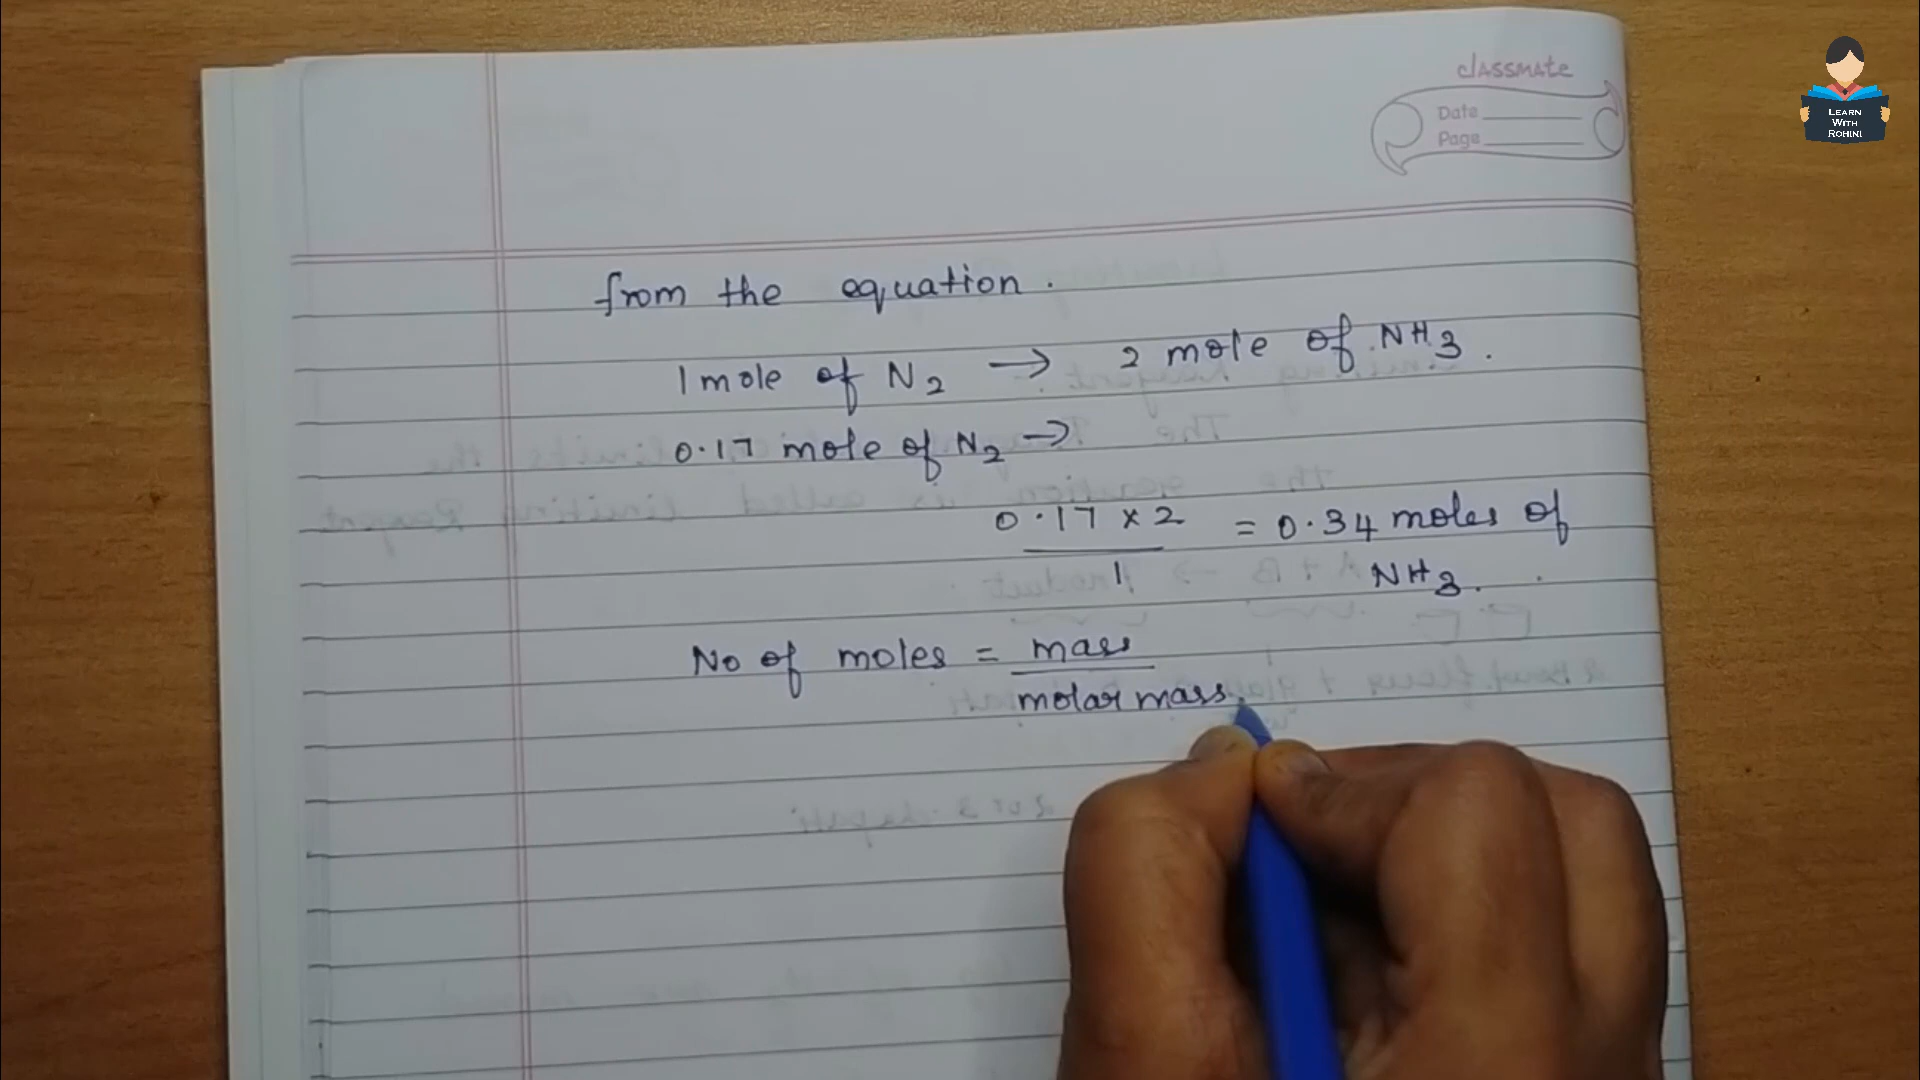 classmate
Date
Page
LEARN
WITH
ROHINI
from the equation.
1 mole of N2 → 2 mole of NH3.
0.17 mole of N2 →
0.17 x 2 = 0.34 moles of
1 NH3.
No of moles = mass
molar mass.